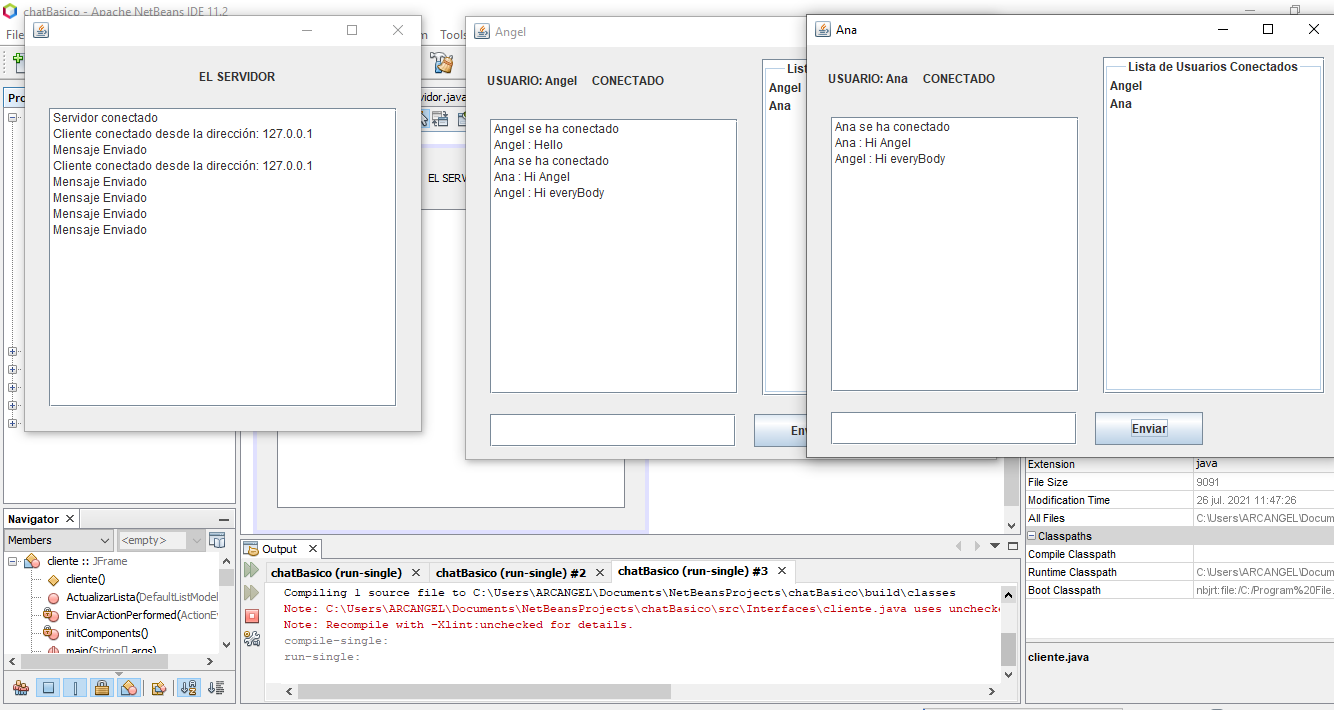 chatBasico - Apache NetBeans IDE 11.2
File
Tools
EL SERVIDOR
Servidor conectado
Cliente conectado desde la dirección: 127.0.0.1
Mensaje Enviado
Cliente conectado desde la dirección: 127.0.0.1
Mensaje Enviado
Mensaje Enviado
Mensaje Enviado
Mensaje Enviado
Angel
USUARIO: Angel CONECTADO
Angel se ha conectado
Angel : Hello
Ana se ha conectado
Ana : Hi Angel
Angel : Hi everyBody
List
Angel
Ana
Env
Ana
USUARIO: Ana CONECTADO
Ana se ha conectado
Ana : Hi Angel
Angel : Hi everyBody
Lista de Usuarios Conectados
Angel
Ana
Enviar
Pro
vidor.java
EL SERV
Navigator
Members
<empty>
cliente :: JFrame
cliente()
ActualizarLista(DefaultListModel
EnviarActionPerformed(ActionEv
initComponents()
main(String[] args)
Output
chatBasico (run-single)
chatBasico (run-single) #2
chatBasico (run-single) #3
Compiling 1 source file to C:\Users\ARCANGEL\Documents\NetBeansProjects\chatBasico\build\classes
Note: C:\Users\ARCANGEL\Documents\NetBeansProjects\chatBasico\src\Interfaces\cliente.java uses unchecke
Note: Recompile with -Xlint:unchecked for details.
compile-single:
run-single:
Extension java
File Size 9091
Modification Time 26 jul. 2021 11:47:26
All Files C:\Users\ARCANGEL\Docum
Classpaths
Compile Classpath
Runtime Classpath C:\Users\ARCANGEL\Docum
Boot Classpath nbjrt:file:/C:/Program%20File.
cliente.java